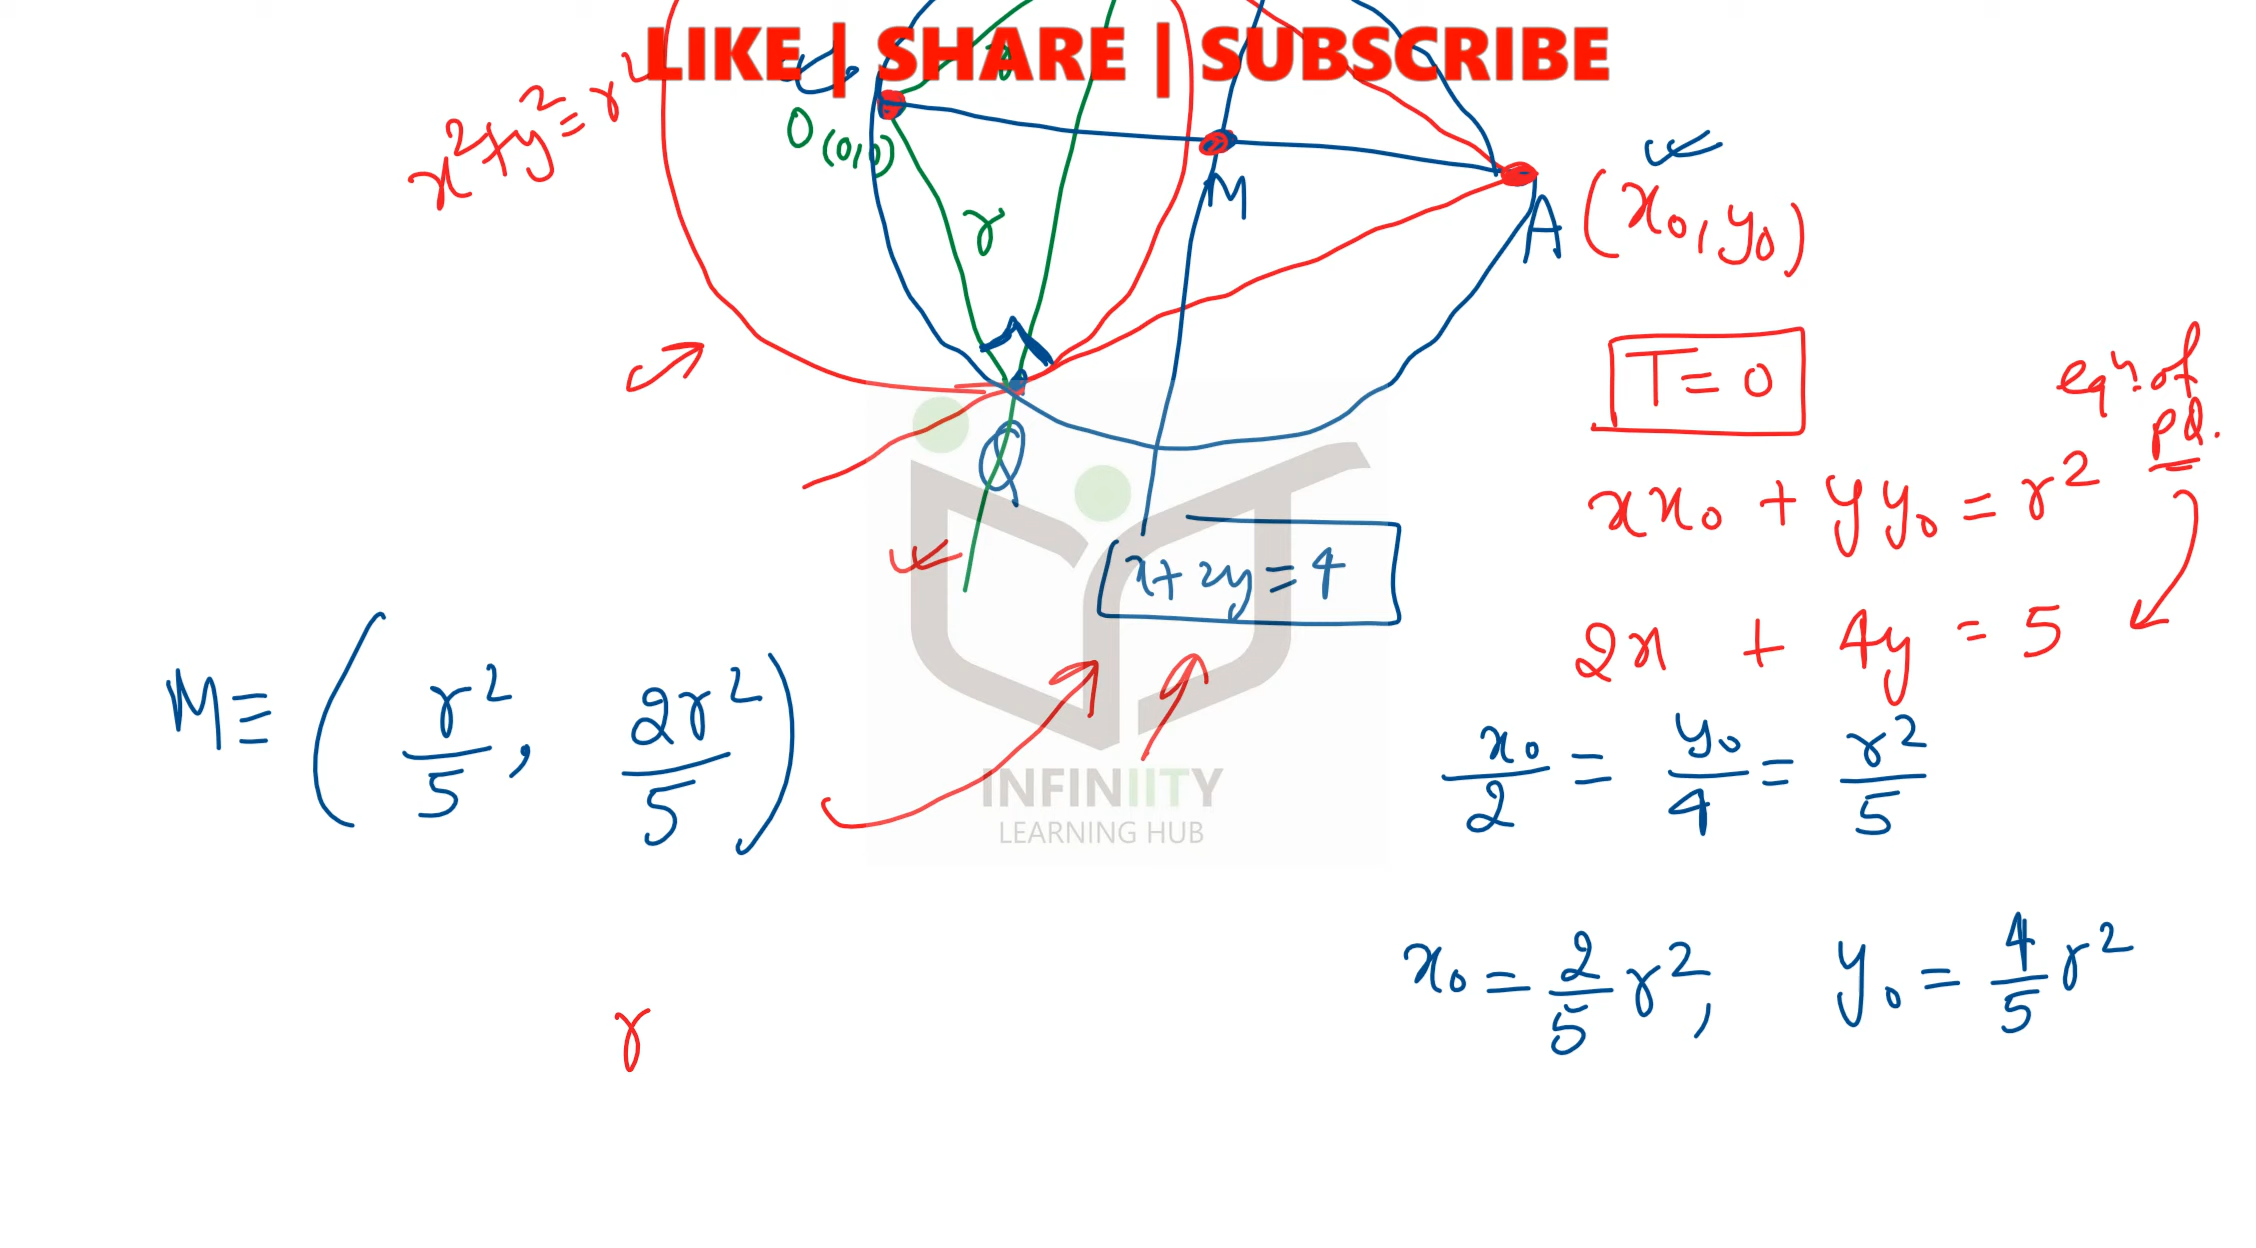 LIKE | SHARE | SUBSCRIBE
x²+y²=r²
O(0,0)
r
M
A (x₀, y₀)
T = 0
eqⁿ. of
PQ.
xx₀ + yy₀ = r²
Q
x+2y = 4
2x + 4y = 5
M ≡ (r²/5, 2r²/5)
x₀/2 = y₀/4 = r²/5
INFINIITY
LEARNING HUB
x₀ = 2/5 r², y₀ = 4/5 r²
r